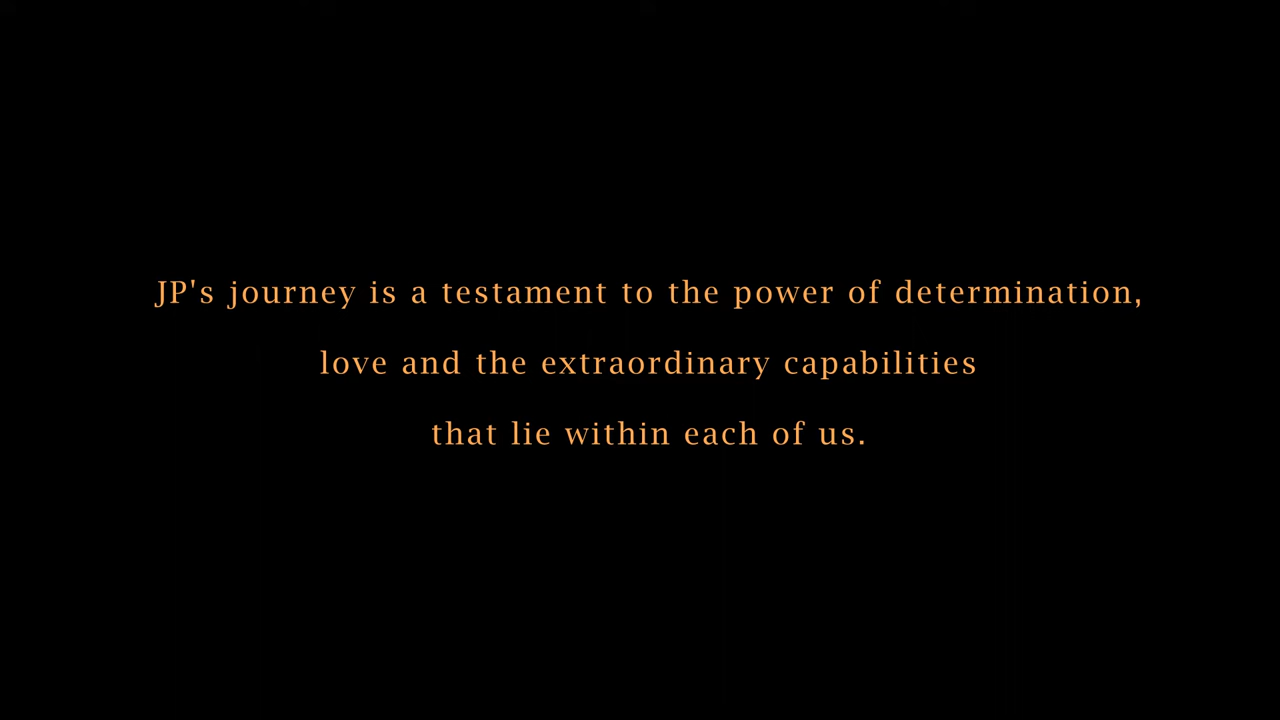 JP's journey is a testament to the power of determination,
love and the extraordinary capabilities
that lie within each of us.